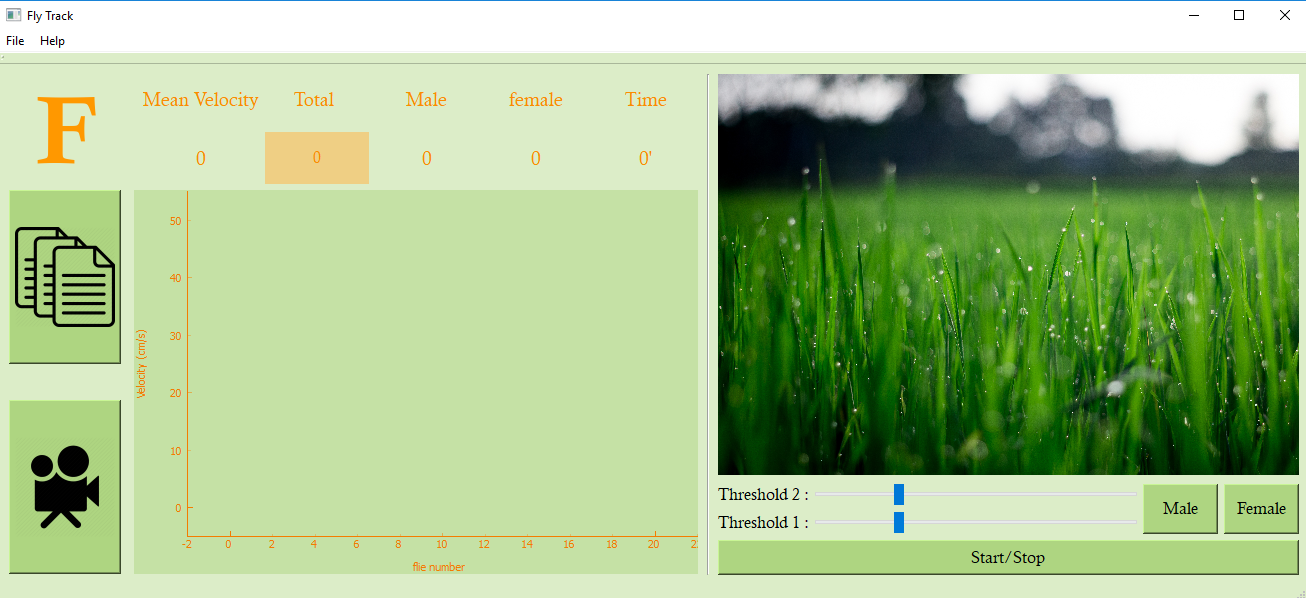 Fly Track
File Help
F
Mean Velocity Total Male female Time
0 0 0 0 0'
50
40
30
20
10
0
Velocity (cm/s)
-2 0 2 4 6 8 10 12 14 16 18 20
flie number
Threshold 2 :
Threshold 1 :
Male Female
Start/Stop